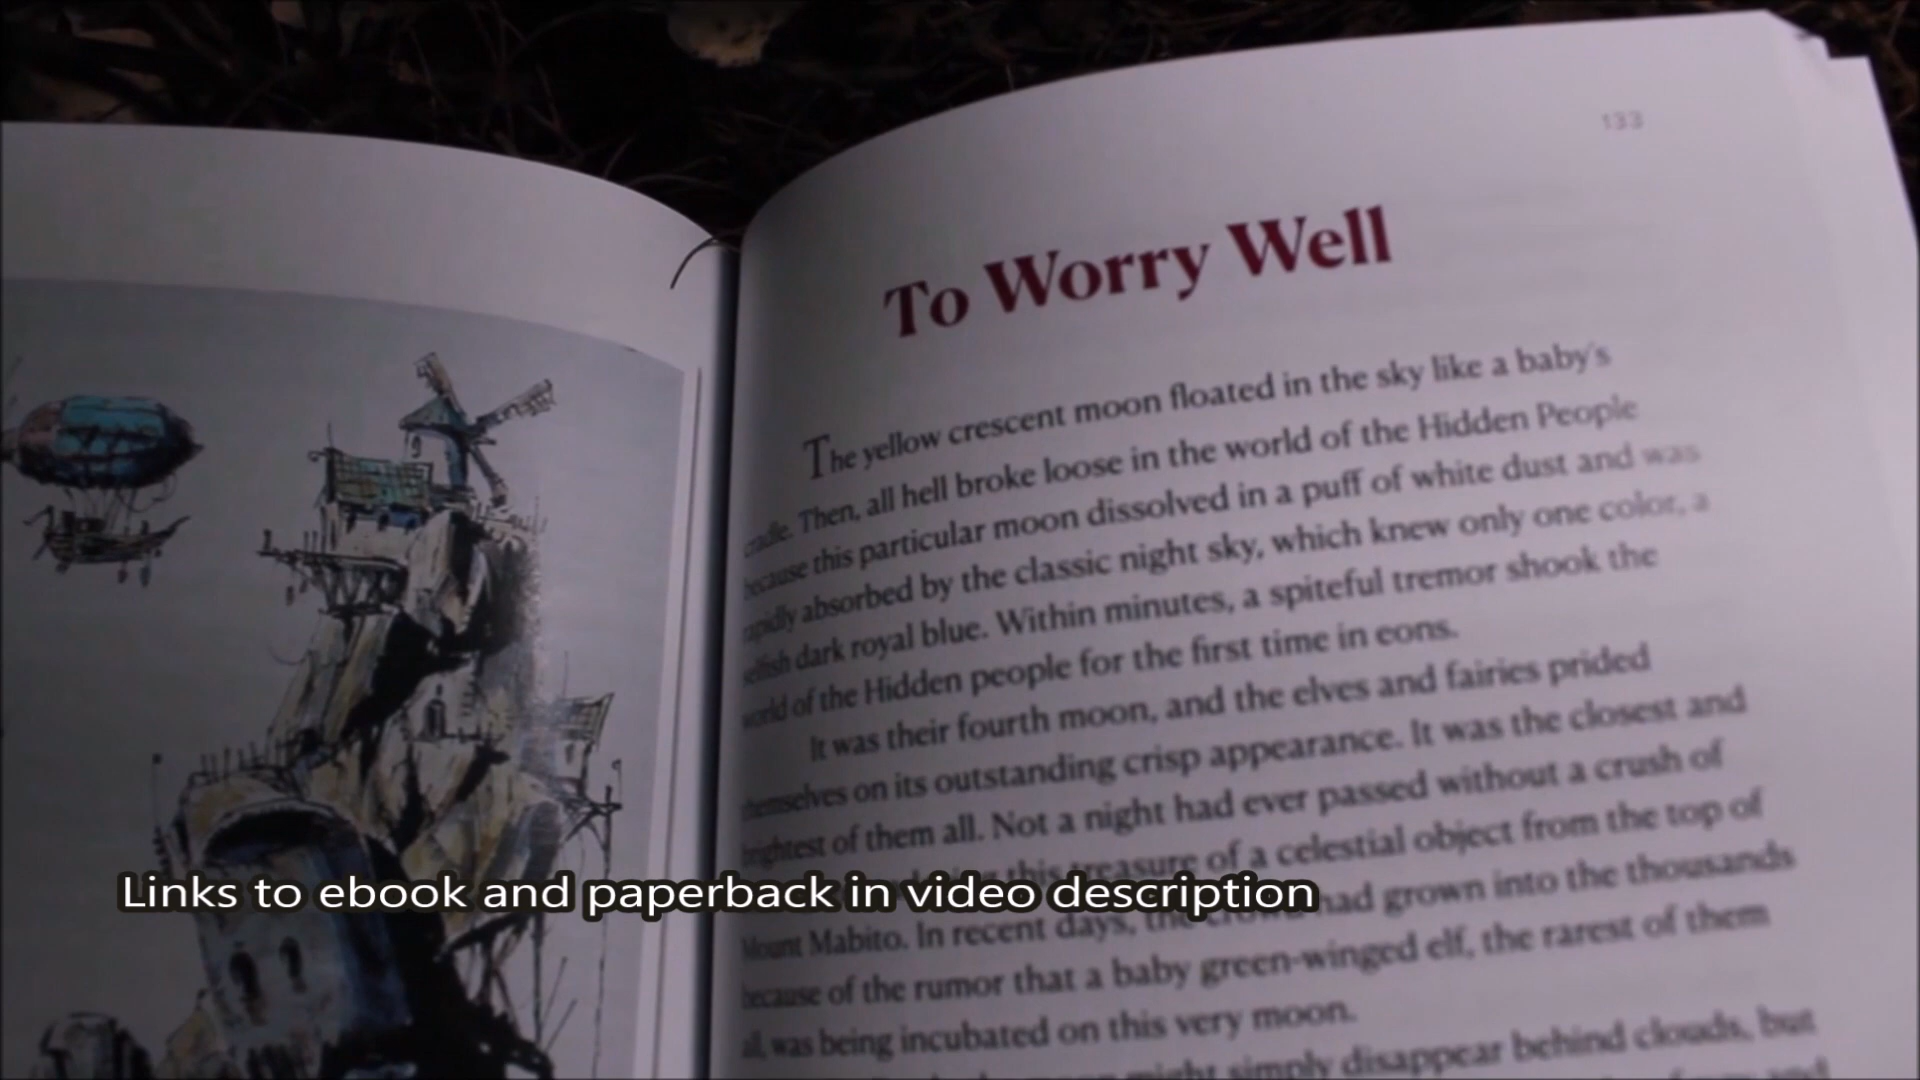 133
To Worry Well
The yellow crescent moon floated in the sky like a baby's
cradle. Then, all hell broke loose in the world of the Hidden People
because this particular moon dissolved in a puff of white dust and was
rapidly absorbed by the classic night sky, which knew only one color, a
selfish dark royal blue. Within minutes, a spiteful tremor shook the
world of the Hidden people for the first time in eons.
It was their fourth moon, and the elves and fairies prided
themselves on its outstanding crisp appearance. It was the closest and
brightest of them all. Not a night had ever passed without a crush of
this treasure of a celestial object from the top of
Mount Mabito. In recent days, the crowd had grown into the thousands
because of the rumor that a baby green-winged elf, the rarest of them
all, was being incubated on this very moon.
moon might simply disappear behind clouds, but
and
Links to ebook and paperback in video description